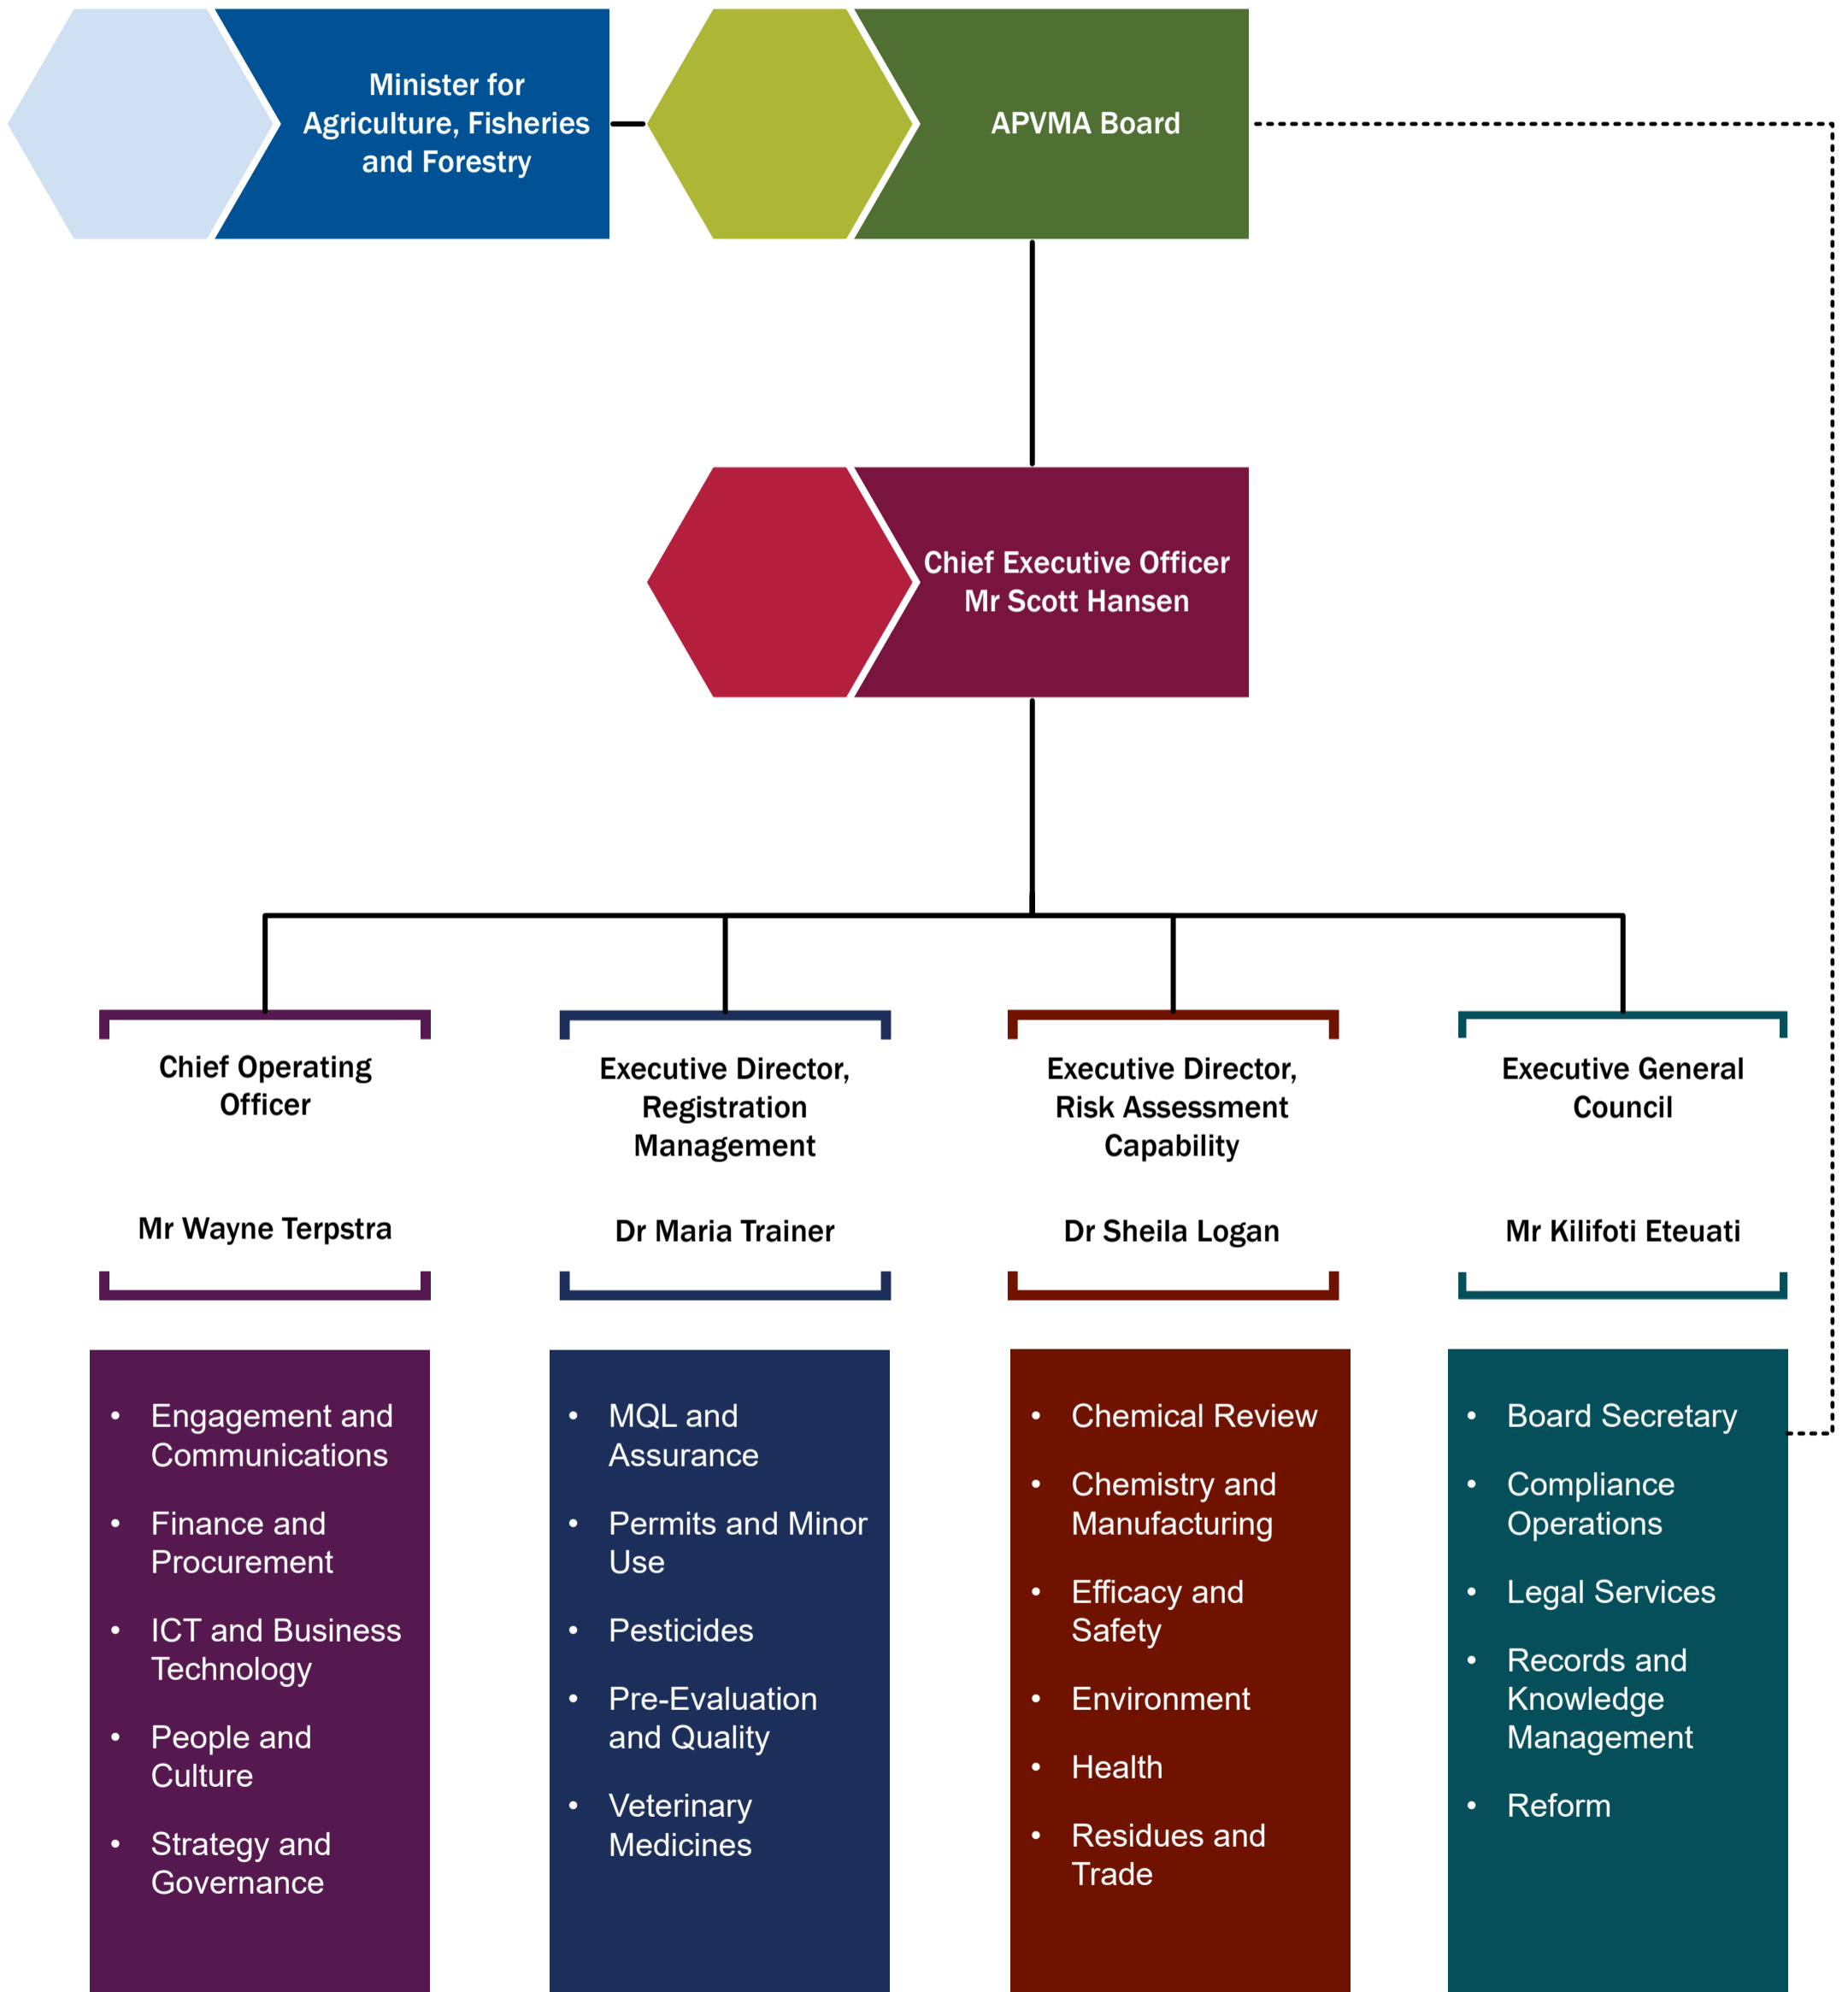 Minister for
Agriculture, Fisheries
and Forestry
APVMA Board
Chief Executive Officer
Mr Scott Hansen
Chief Operating
Officer
Mr Wayne Terpstra
Executive Director,
Registration
Management
Dr Maria Trainer
Executive Director,
Risk Assessment
Capability
Dr Sheila Logan
Executive General
Council
Mr Kilifoti Eteuati
• Engagement and
Communications
• Finance and
Procurement
• ICT and Business
Technology
• People and
Culture
• Strategy and
Governance
• MQL and
Assurance
• Permits and Minor
Use
• Pesticides
• Pre-Evaluation
and Quality
• Veterinary
Medicines
• Chemical Review
• Chemistry and
Manufacturing
• Efficacy and
Safety
• Environment
• Health
• Residues and
Trade
• Board Secretary
• Compliance
Operations
• Legal Services
• Records and
Knowledge
Management
• Reform